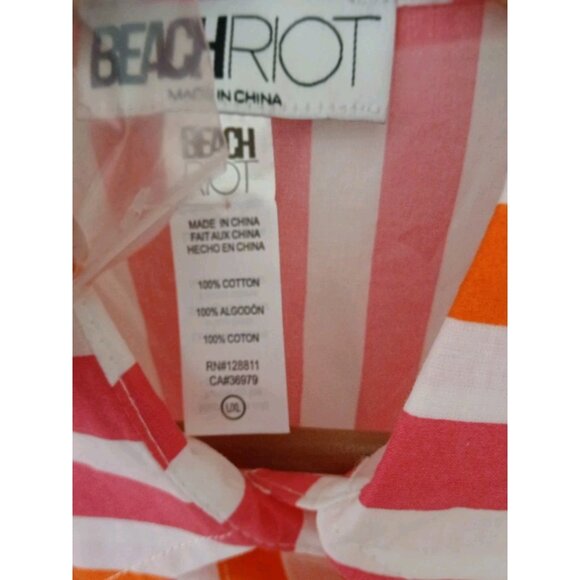 BEACHRIOT
MADE IN CHINA
BEACH
RIOT
MADE IN CHINA
FAIT AUX CHINA
HECHO EN CHINA
100% COTTON
100% ALGODÓN
100% COTON
RN#128811
CA#36979
L/XL